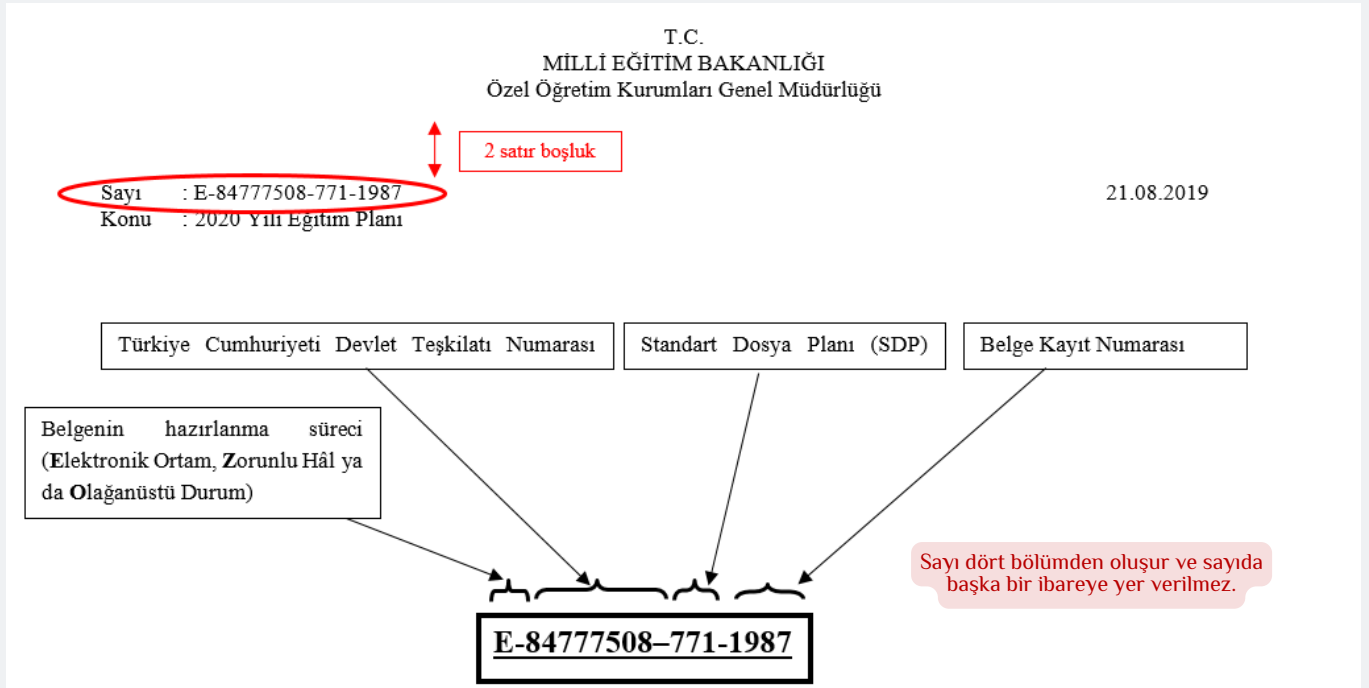 T.C.
MİLLİ EĞİTİM BAKANLIĞI
Özel Öğretim Kurumları Genel Müdürlüğü
2 satır boşluk
Sayı : E-84777508-771-1987 21.08.2019
Konu : 2020 Yılı Eğitim Planı
Türkiye Cumhuriyeti Devlet Teşkilatı Numarası
Standart Dosya Planı (SDP)
Belge Kayıt Numarası
Belgenin hazırlanma süreci
(Elektronik Ortam, Zorunlu Hâl ya
da Olağanüstü Durum)
Sayı dört bölümden oluşur ve sayıda
başka bir ibareye yer verilmez.
E-84777508–771-1987